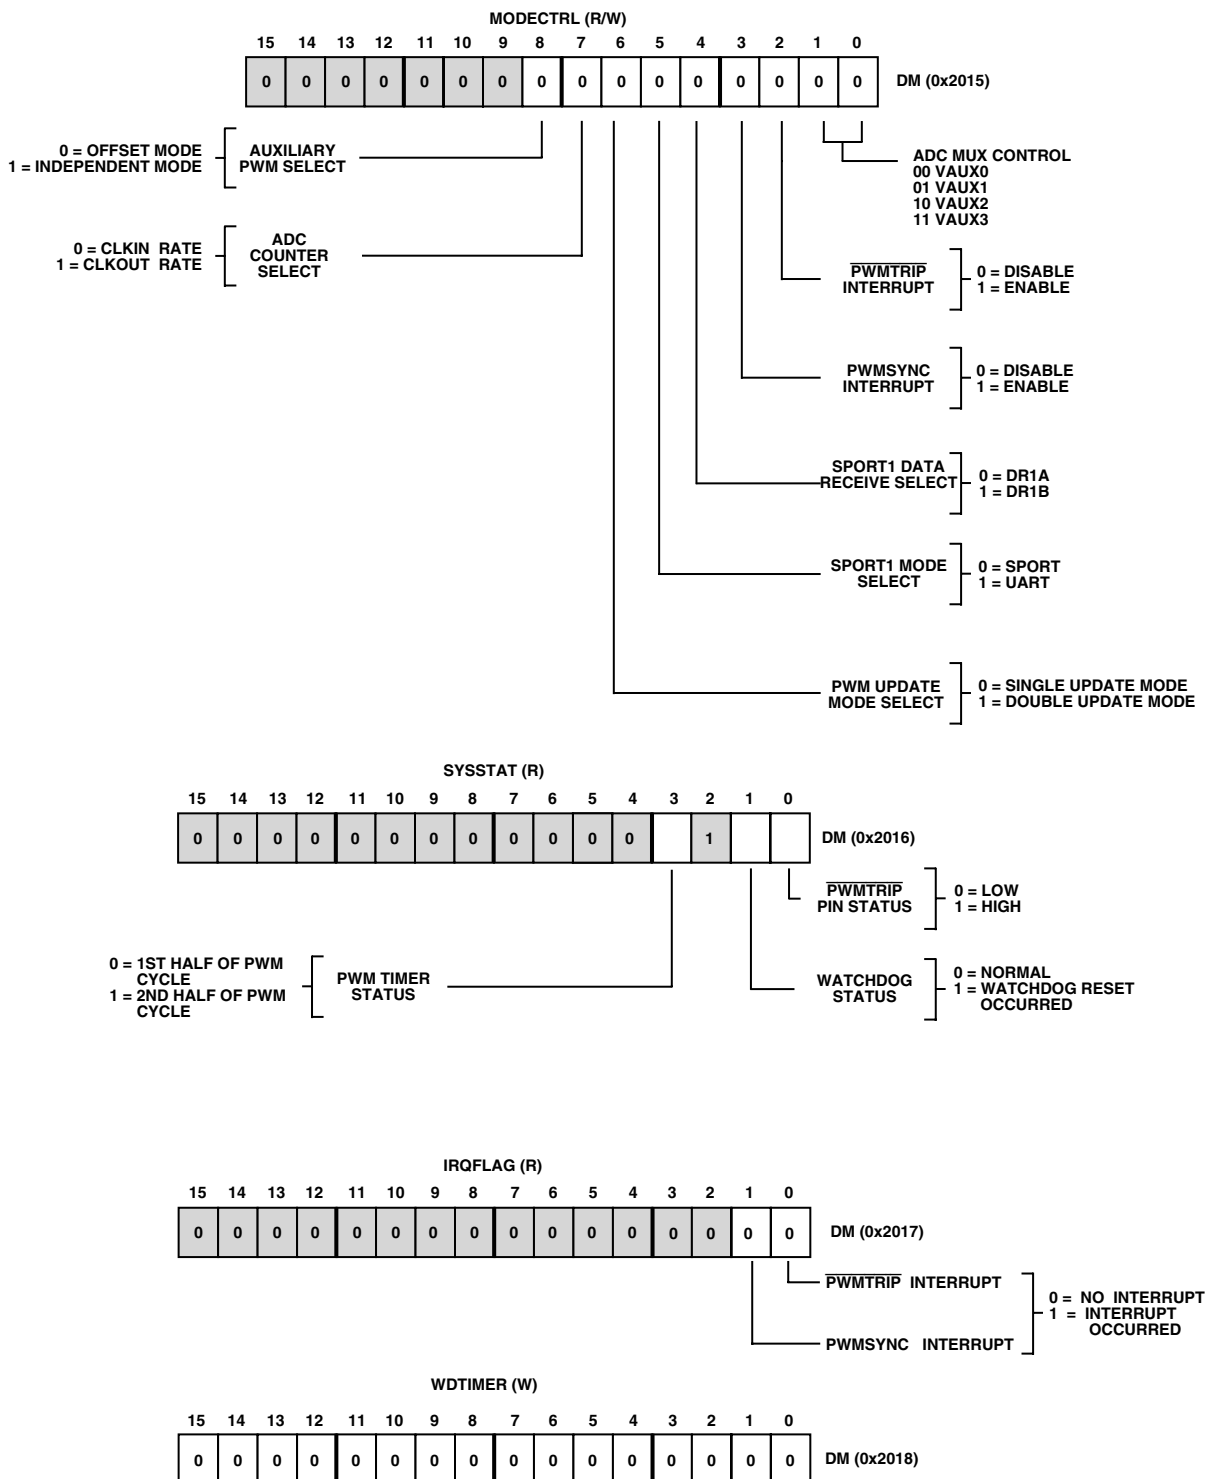 MODECTRL (R/W)
15 14 13 12 11 10 9 8 7 6 5 4 3 2 1 0
0 0 0 0 0 0 0 0 0 0 0 0 0 0 0 0 DM (0x2015)
0 = OFFSET MODE
1 = INDEPENDENT MODE
AUXILIARY
PWM SELECT
ADC MUX CONTROL
00 VAUX0
01 VAUX1
10 VAUX2
11 VAUX3
0 = CLKIN RATE
1 = CLKOUT RATE
ADC
COUNTER
SELECT
PWMTRIP
INTERRUPT
0 = DISABLE
1 = ENABLE
PWMSYNC
INTERRUPT
0 = DISABLE
1 = ENABLE
SPORT1 DATA
RECEIVE SELECT
0 = DR1A
1 = DR1B
SPORT1 MODE
SELECT
0 = SPORT
1 = UART
PWM UPDATE
MODE SELECT
0 = SINGLE UPDATE MODE
1 = DOUBLE UPDATE MODE
SYSSTAT (R)
15 14 13 12 11 10 9 8 7 6 5 4 3 2 1 0
0 0 0 0 0 0 0 0 0 0 0 0 1 DM (0x2016)
PWMTRIP
PIN STATUS
0 = LOW
1 = HIGH
0 = 1ST HALF OF PWM
CYCLE
1 = 2ND HALF OF PWM
CYCLE
PWM TIMER
STATUS
WATCHDOG
STATUS
0 = NORMAL
1 = WATCHDOG RESET
OCCURRED
IRQFLAG (R)
15 14 13 12 11 10 9 8 7 6 5 4 3 2 1 0
0 0 0 0 0 0 0 0 0 0 0 0 0 0 0 0 DM (0x2017)
PWMTRIP INTERRUPT
PWMSYNC INTERRUPT
0 = NO INTERRUPT
1 = INTERRUPT
OCCURRED
WDTIMER (W)
15 14 13 12 11 10 9 8 7 6 5 4 3 2 1 0
0 0 0 0 0 0 0 0 0 0 0 0 0 0 0 0 DM (0x2018)